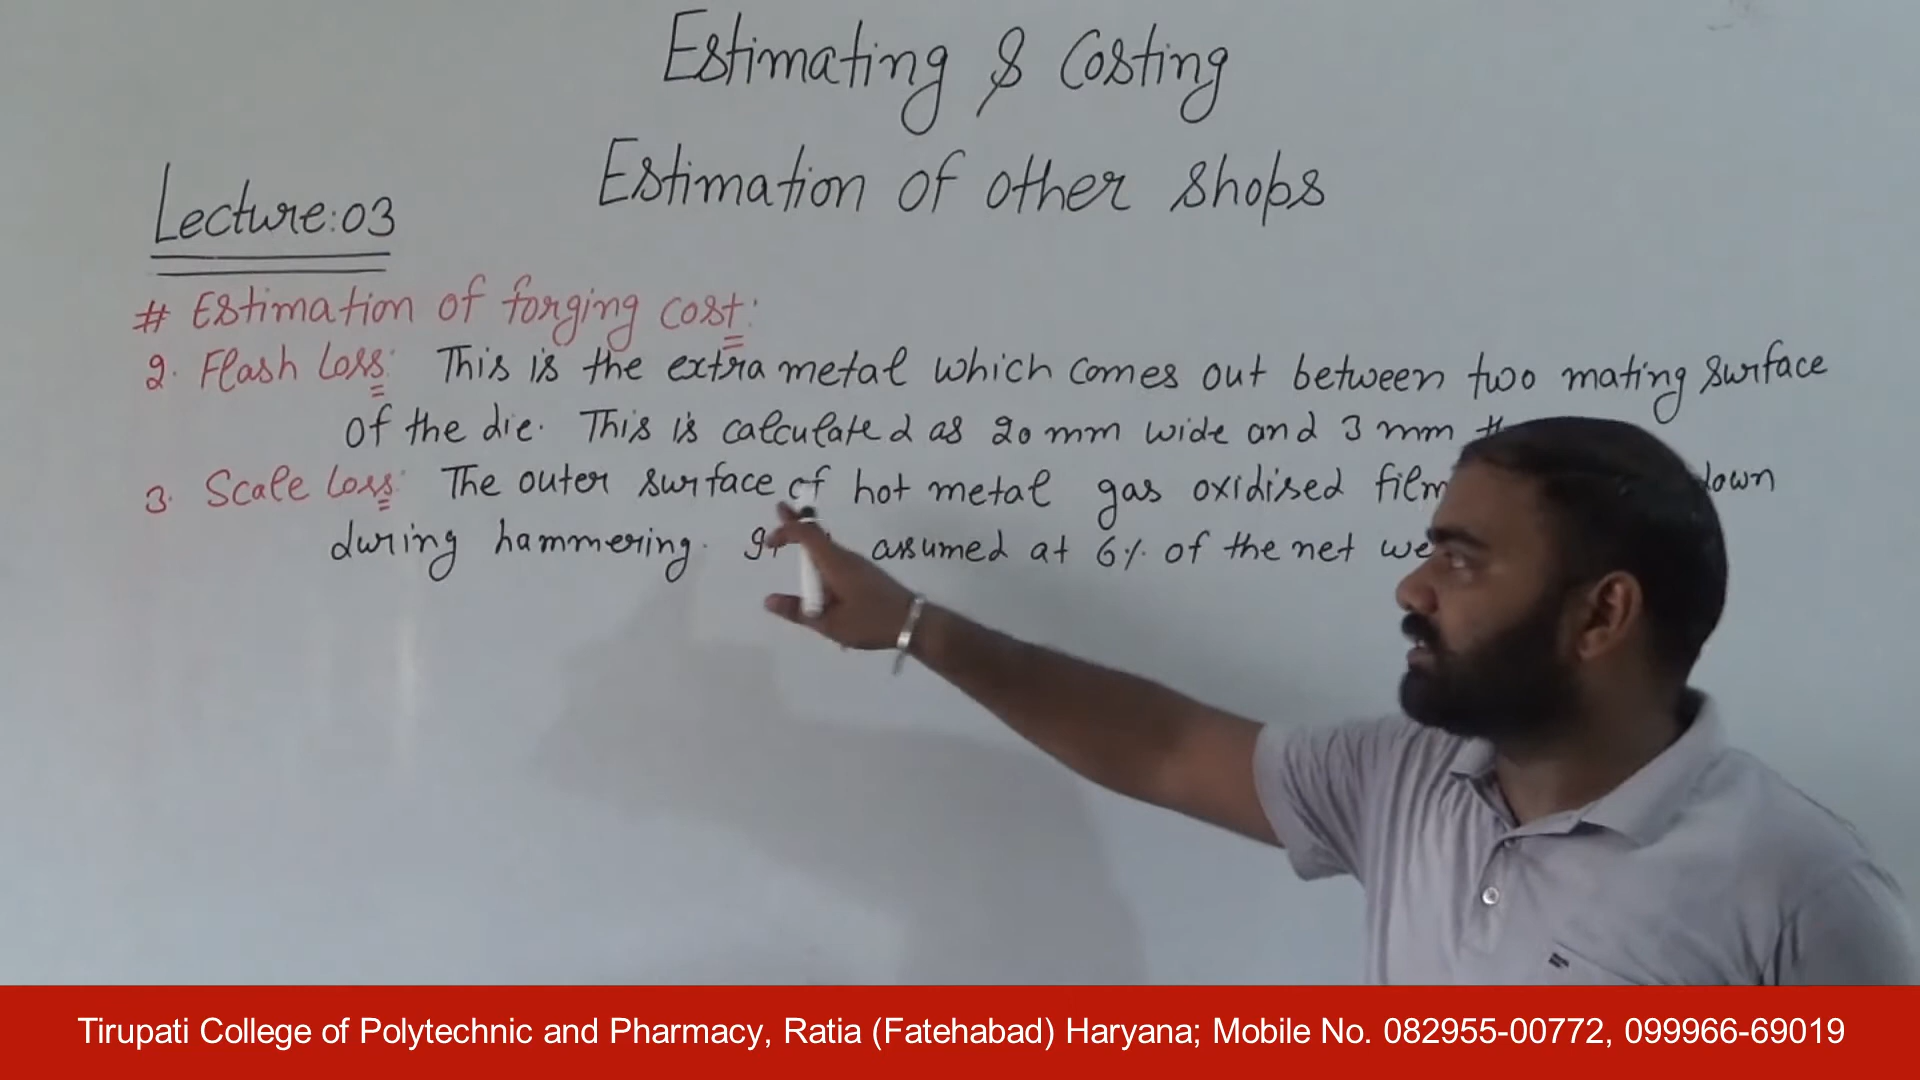 Estimating & Costing
Estimation of other shops
Lecture:03
# Estimation of forging cost:
2. Flash Loss: This is the extra metal which comes out between two mating surface
of the die. This is calculated as 20 mm wide and 3 mm
3. Scale Loss: The outer surface of hot metal gas oxidised film down
during hammering. assumed at 6% of the net
Tirupati College of Polytechnic and Pharmacy, Ratia (Fatehabad) Haryana; Mobile No. 082955-00772, 099966-69019